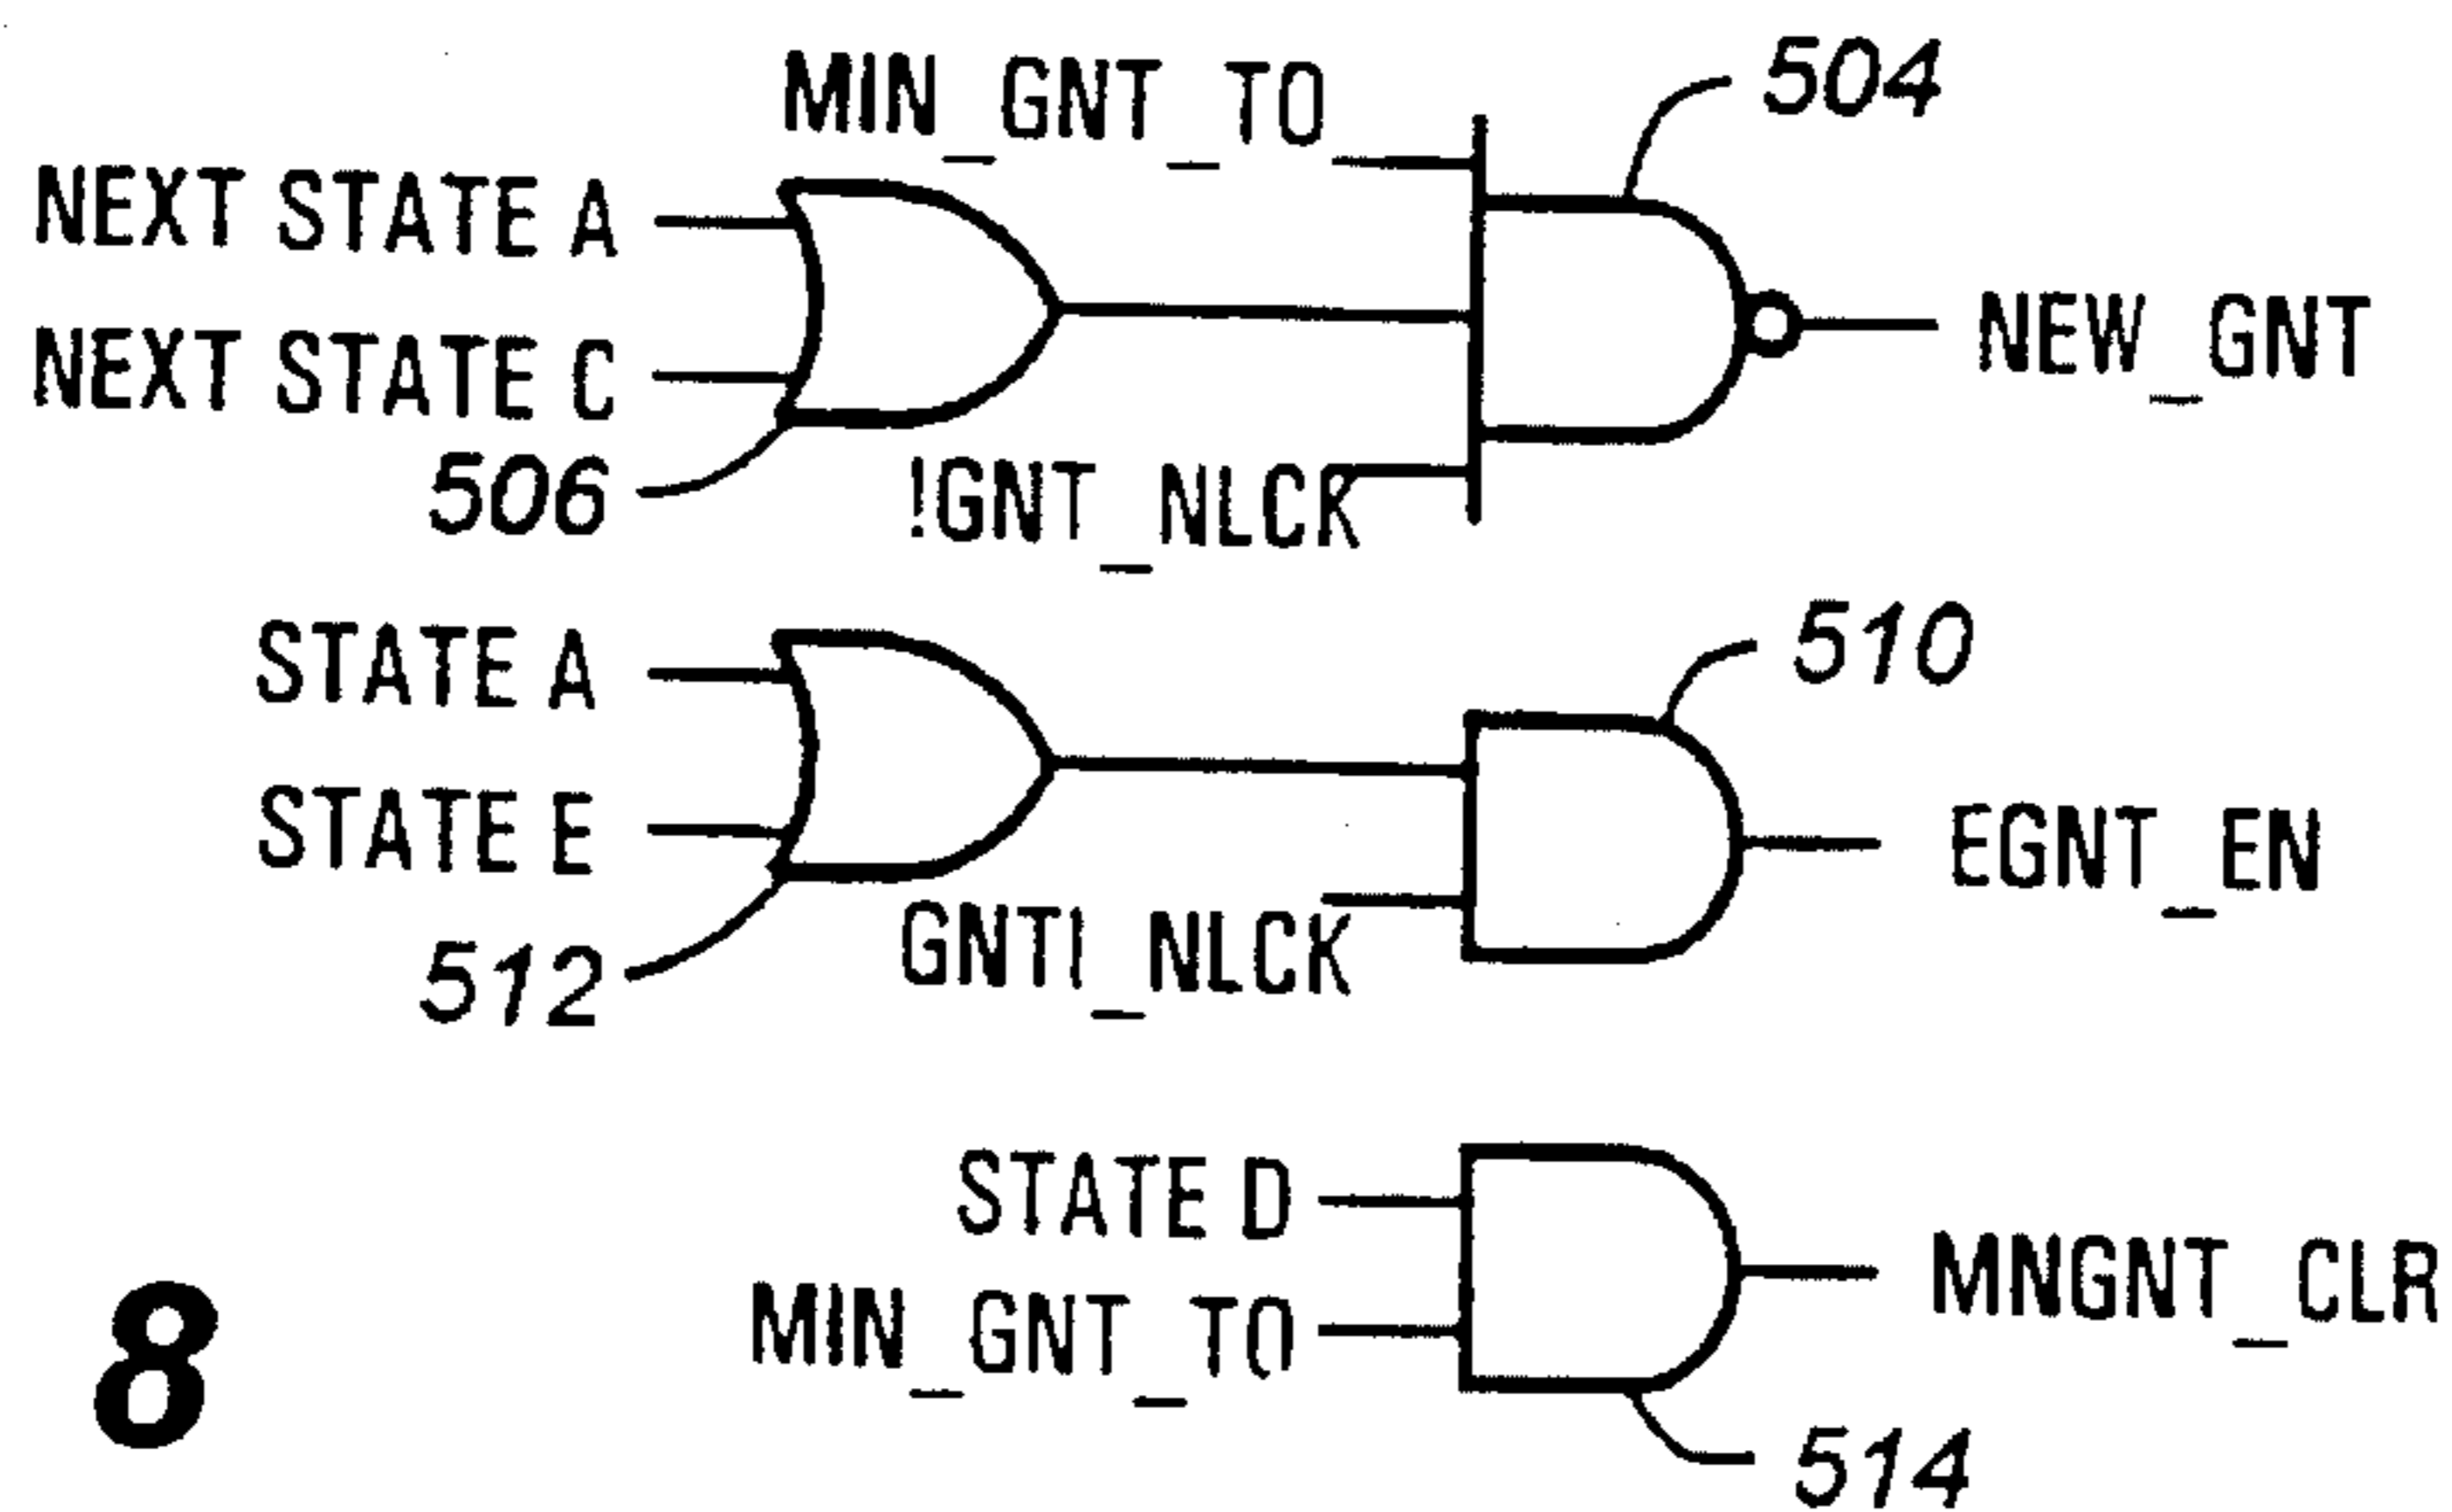 MIN_GNT_TO
504
NEXT STATE A
NEXT STATE C
NEW_GNT
506
!GNT_NLCK
STATE A
510
STATE E
EGNT_EN
GNTI_NLCK
512
STATE D
MNGNT_CLR
MIN_GNT_TO
8
514